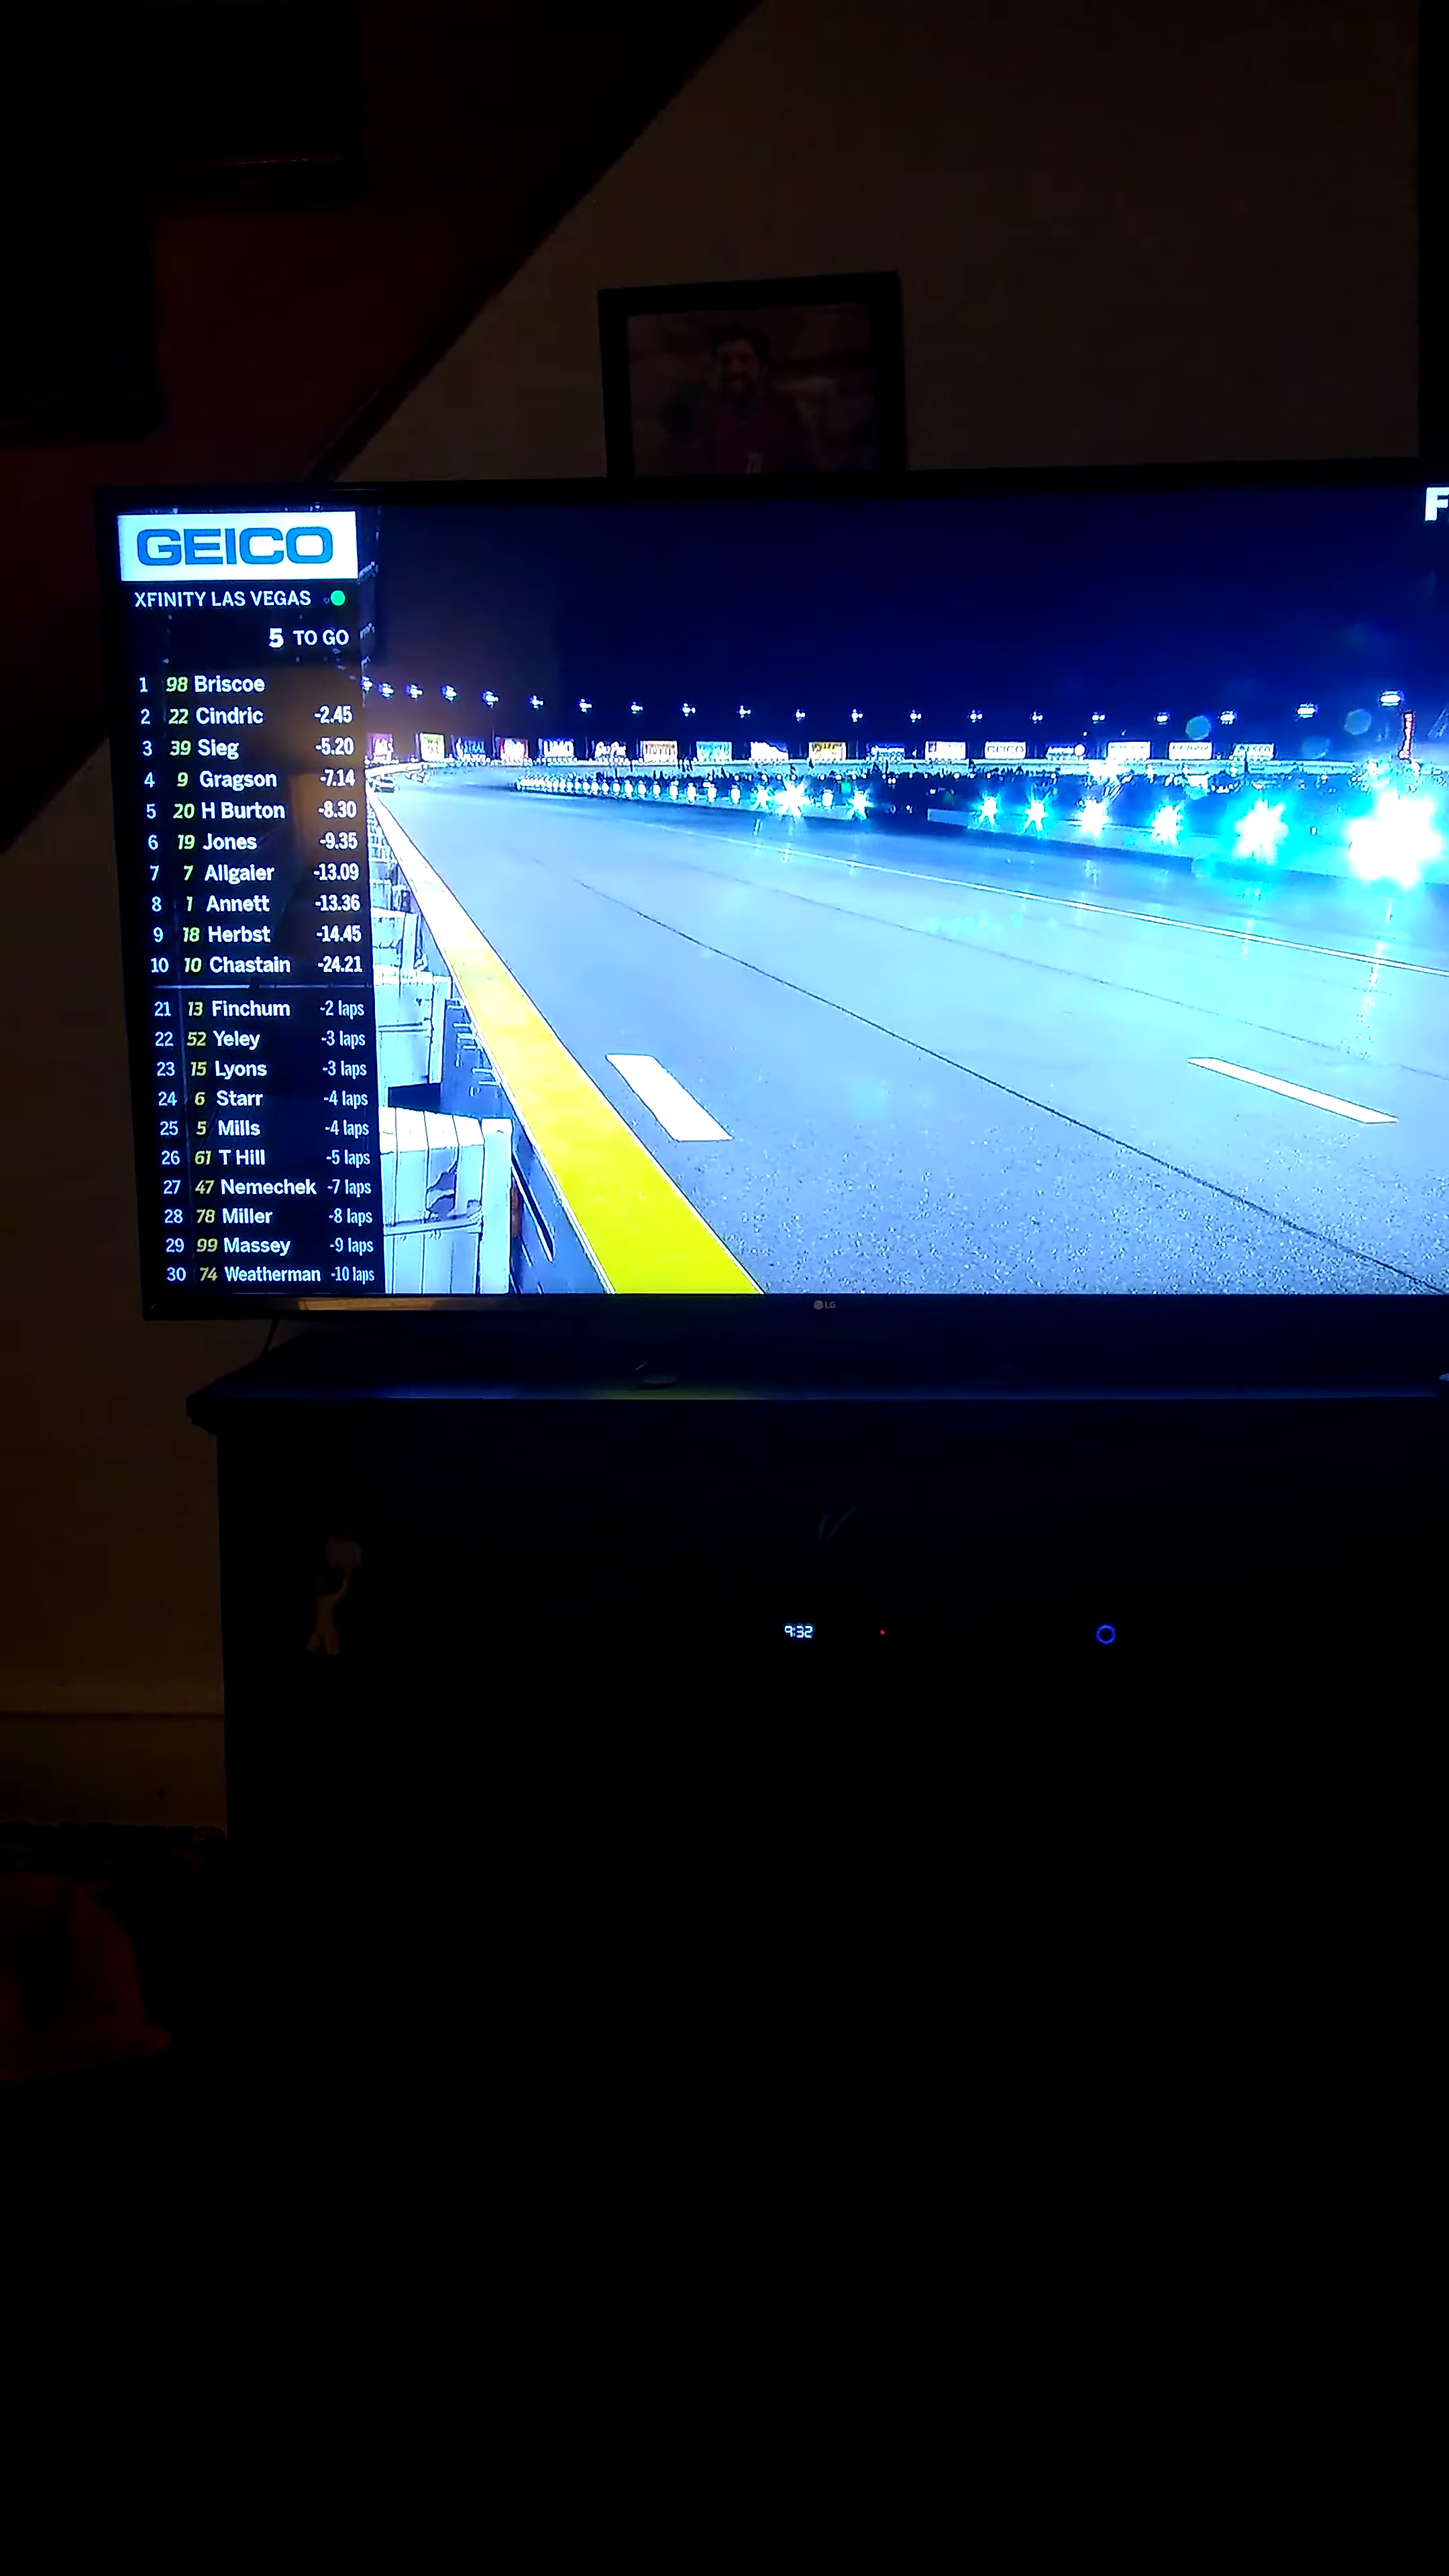 F
GEICO
XFINITY LAS VEGAS
5 TO GO
1 98 Briscoe
2 22 Cindric -2.45
3 39 Sieg -5.20
4 9 Gragson -7.14
5 20 H Burton -8.30
6 19 Jones -9.35
7 7 Allgaier -13.09
8 1 Annett -13.36
9 18 Herbst -14.45
10 10 Chastain -24.21
21 13 Finchum -2 laps
22 52 Yeley -3 laps
23 15 Lyons -3 laps
24 6 Starr -4 laps
25 5 Mills -4 laps
26 61 T Hill -5 laps
27 47 Nemechek -7 laps
28 78 Miller -8 laps
29 99 Massey -9 laps
30 74 Weatherman -10 laps
GEICO
LG
9:32